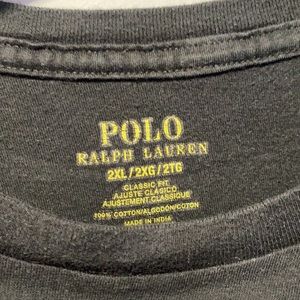 POLO
RALPH LAUREN
2XL/2XG/2TG
CLASSIC FIT
AJUSTE CLÁSICO
AJUSTEMENT CLASSIQUE
100% COTTON/ALGODÓN/COTON
MADE IN INDIA